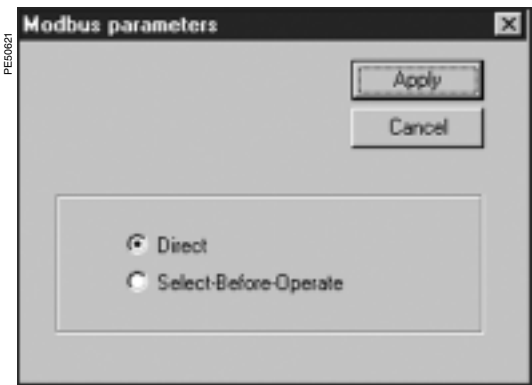 PE50621
Modbus parameters
Apply
Cancel
Direct
Select-Before-Operate